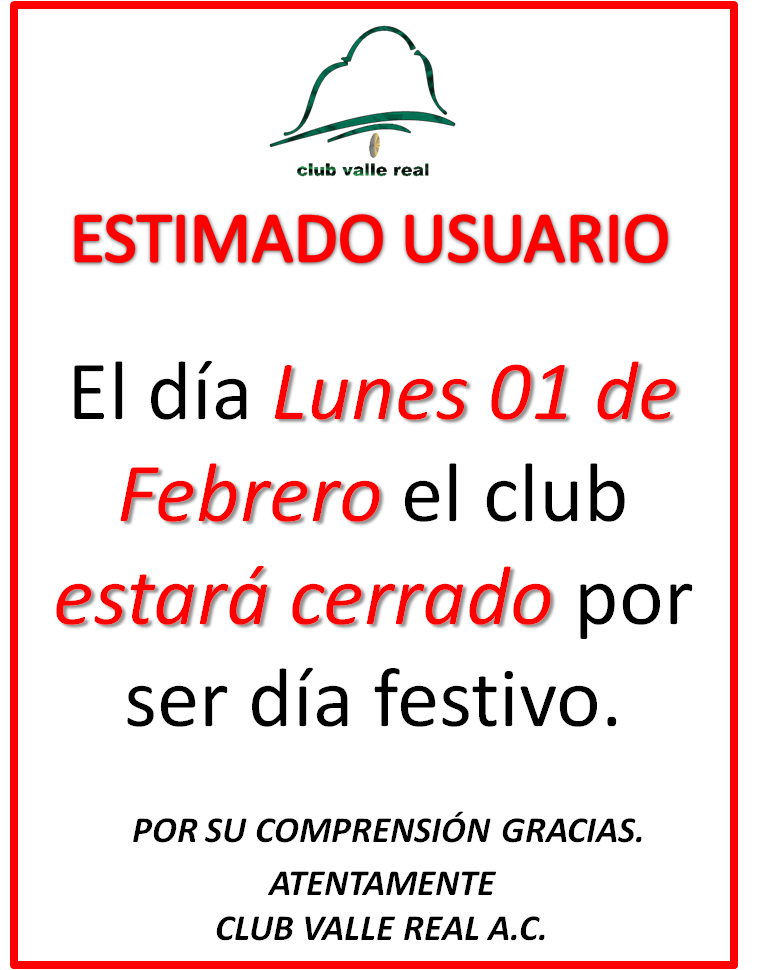 club valle real
ESTIMADO USUARIO
El día Lunes 01 de
Febrero el club
estará cerrado por
ser día festivo.
POR SU COMPRENSIÓN GRACIAS.
ATENTAMENTE
CLUB VALLE REAL A.C.